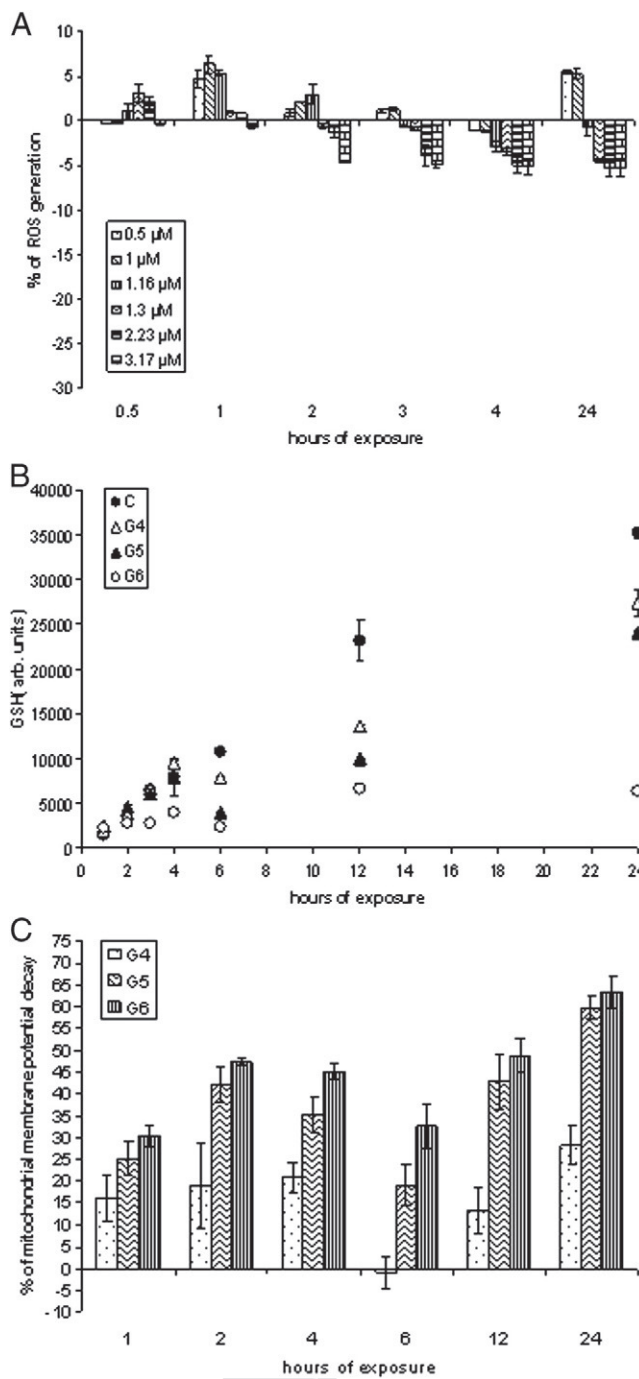 A
% of ROS generation
10
5
0
-5
-10
-15
-20
-25
-30
0.5 µM
1 µM
1.16 µM
1.3 µM
2.23 µM
3.17 µM
0.5 1 2 3 4 24
hours of exposure
B
GSH(arb. units)
40000
35000
30000
25000
20000
15000
10000
5000
0
C
G4
G5
G6
0 2 4 6 8 10 12 14 16 18 20 22 24
hours of exposure
C
% of mitochondrial membrane potential decay
75
70
65
60
55
50
45
40
35
30
25
20
15
10
5
0
-5
-10
G4
G5
G6
1 2 4 6 12 24
hours of exposure